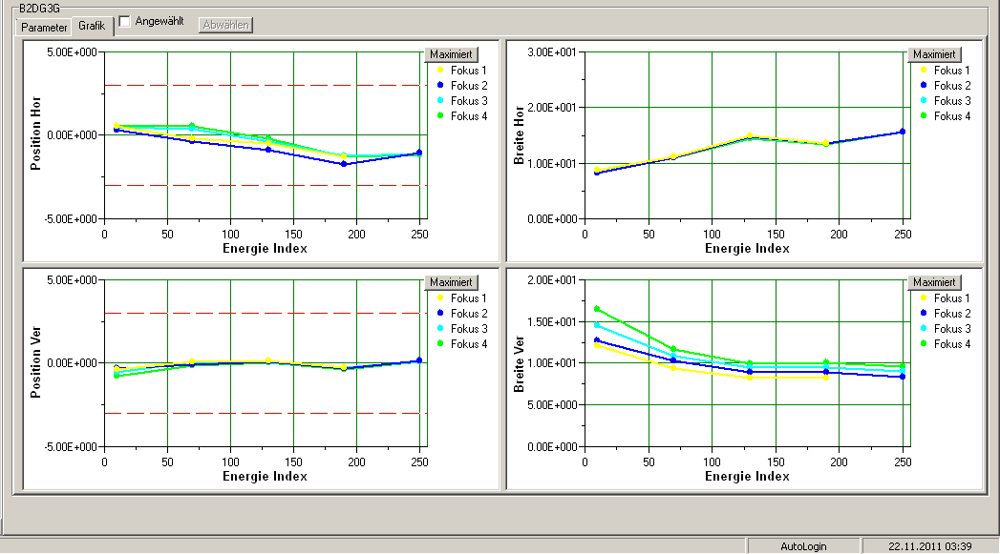 B2DG3G
Parameter Grafik Angewählt Abwählen
Position Hor
5.00E+000
0.00E+000
-5.00E+000
0 50 100 150 200 250
Energie Index
Maximiert
Fokus 1
Fokus 2
Fokus 3
Fokus 4
Breite Hor
3.00E+001
2.00E+001
1.00E+001
0.00E+000
0 50 100 150 200 250
Energie Index
Maximiert
Fokus 1
Fokus 2
Fokus 3
Fokus 4
Position Ver
5.00E+000
0.00E+000
-5.00E+000
0 50 100 150 200 250
Energie Index
Maximiert
Fokus 1
Fokus 2
Fokus 3
Fokus 4
Breite Ver
2.00E+001
1.50E+001
1.00E+001
5.00E+000
0.00E+000
0 50 100 150 200 250
Energie Index
Maximiert
Fokus 1
Fokus 2
Fokus 3
Fokus 4
AutoLogin 22.11.2011 03:39